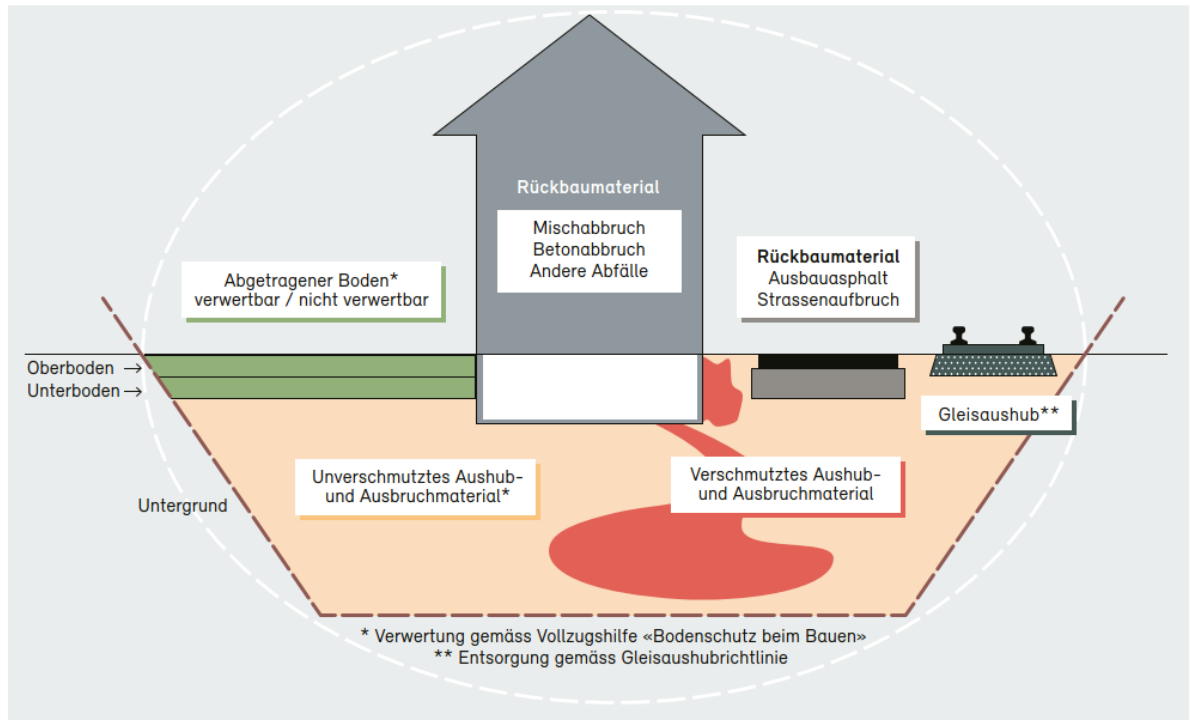 Rückbaumaterial
Mischabbruch
Betonabbruch
Andere Abfälle
Rückbaumaterial
Ausbauasphalt
Strassenaufbruch
Abgetragener Boden*
verwertbar / nicht verwertbar
Oberboden →
Unterboden →
Gleisaushub**
Unverschmutztes Aushub-
und Ausbruchmaterial*
Verschmutztes Aushub-
und Ausbruchmaterial
Untergrund
* Verwertung gemäss Vollzugshilfe «Bodenschutz beim Bauen»
** Entsorgung gemäss Gleisaushubrichtlinie